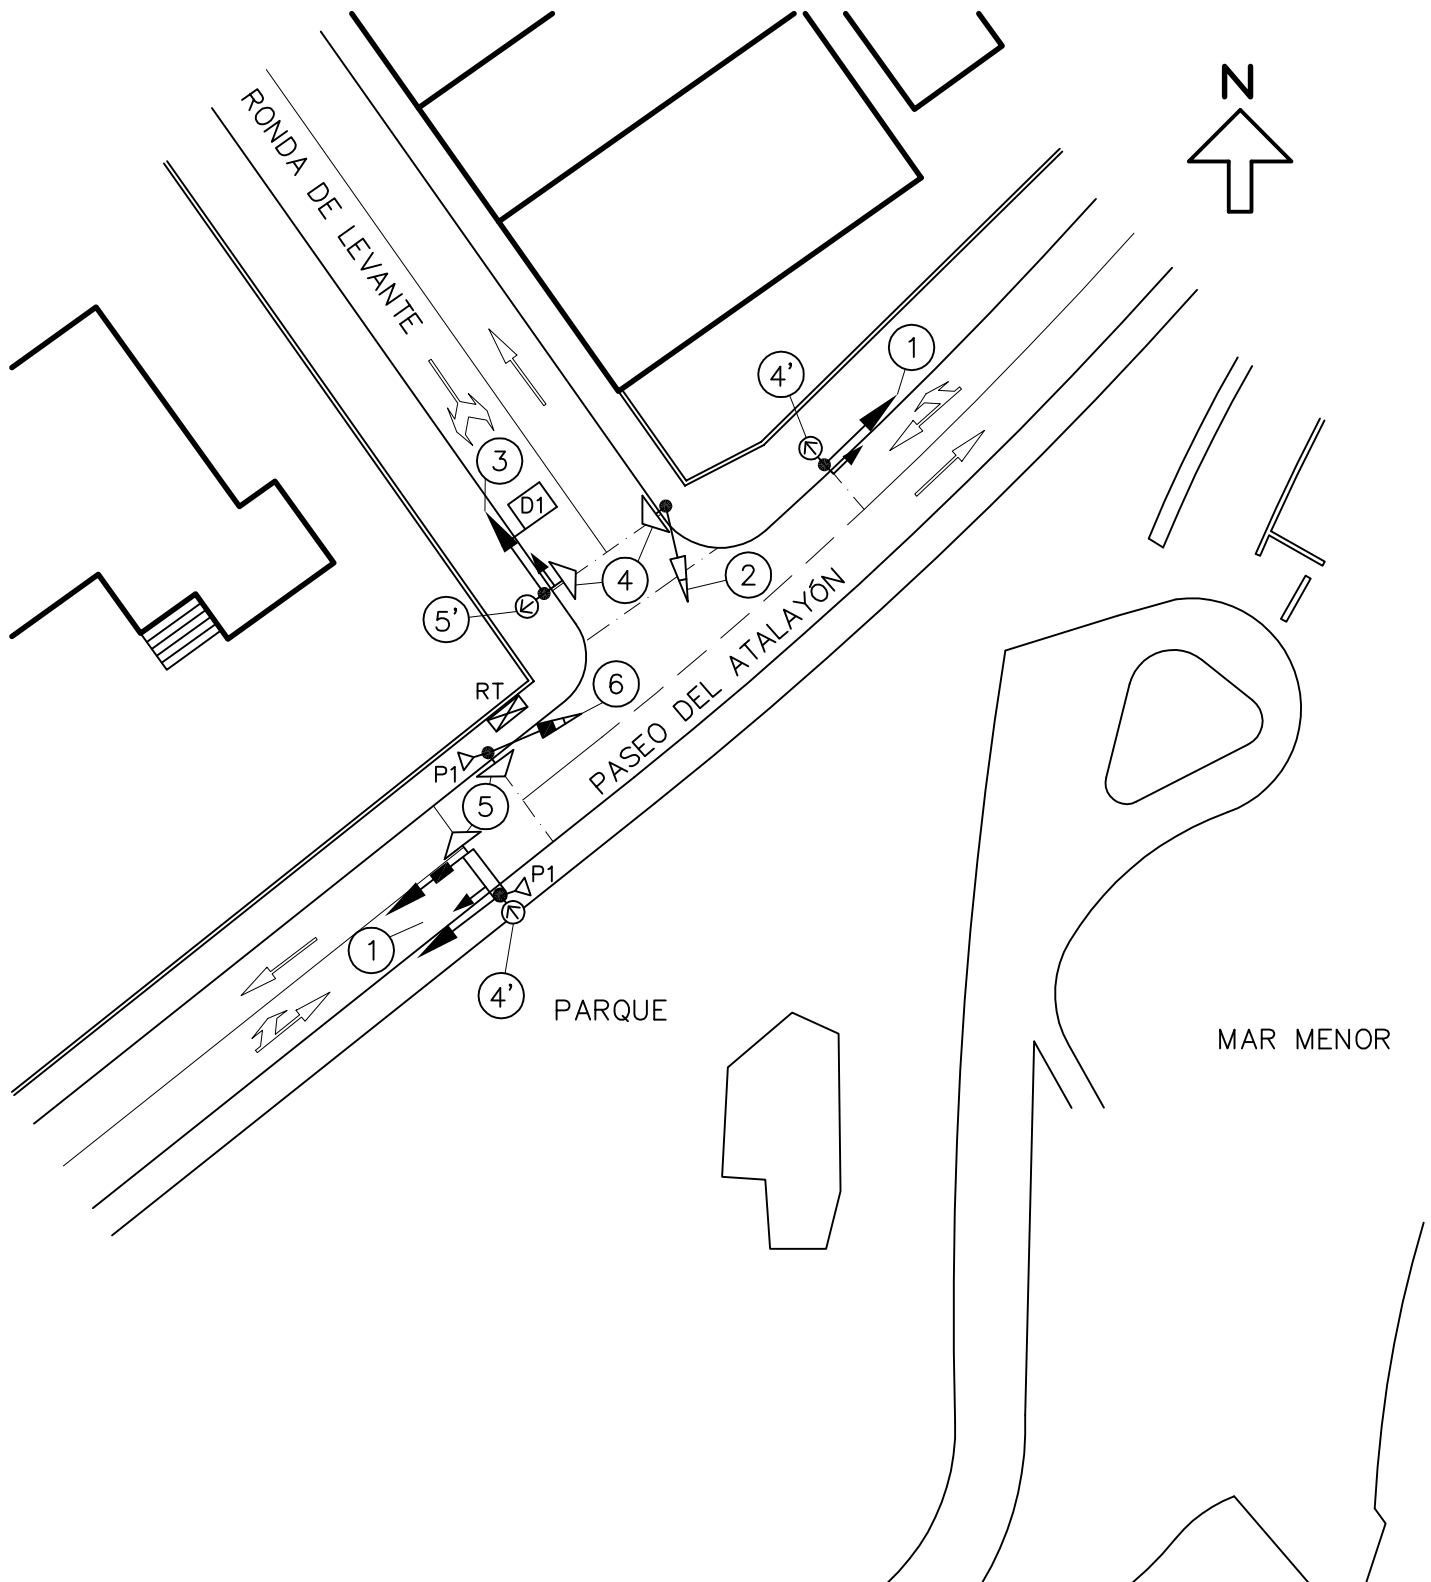 N
RONDA DE LEVANTE
1
4'
3
D1
4
2
5'
6
RT
P1
5
PASEO DEL ATALAYÓN
P1
1
4'
PARQUE
MAR MENOR